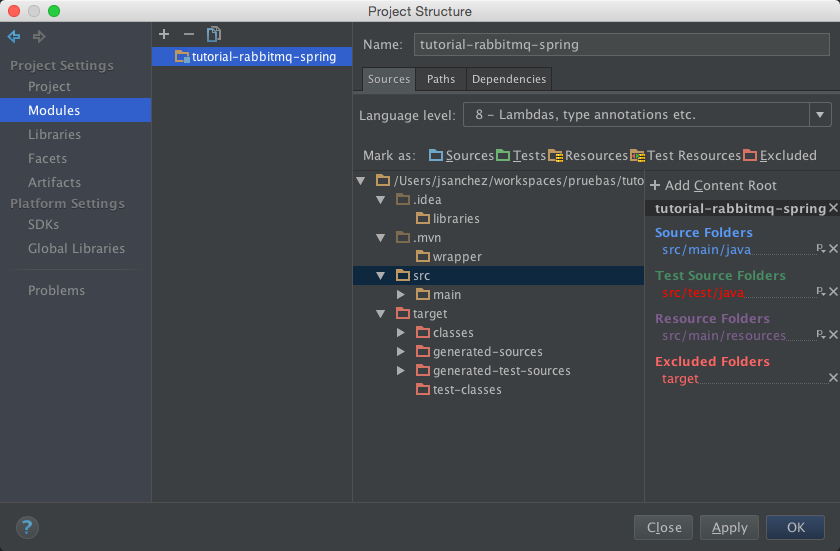 Project Structure
Project Settings
Project
Modules
Libraries
Facets
Artifacts
Platform Settings
SDKs
Global Libraries
Problems
tutorial-rabbitmq-spring
Name: tutorial-rabbitmq-spring
Sources Paths Dependencies
Language level: 8 - Lambdas, type annotations etc.
Mark as: Sources Tests Resources Test Resources Excluded
/Users/jsanchez/workspaces/pruebas/tuto
.idea
libraries
.mvn
wrapper
src
main
target
classes
generated-sources
generated-test-sources
test-classes
+ Add Content Root
tutorial-rabbitmq-spring
Source Folders
src/main/java
Test Source Folders
src/test/java
Resource Folders
src/main/resources
Excluded Folders
target
?
Close Apply OK